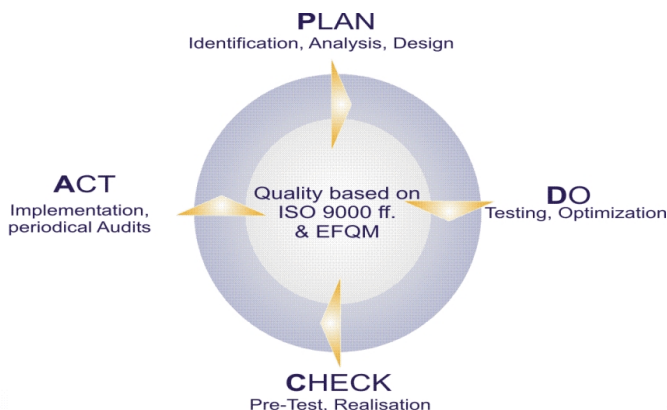 PLAN
Identification, Analysis, Design
ACT
Implementation,
periodical Audits
Quality based on
ISO 9000 ff.
& EFQM
DO
Testing, Optimization
CHECK
Pre-Test, Realisation